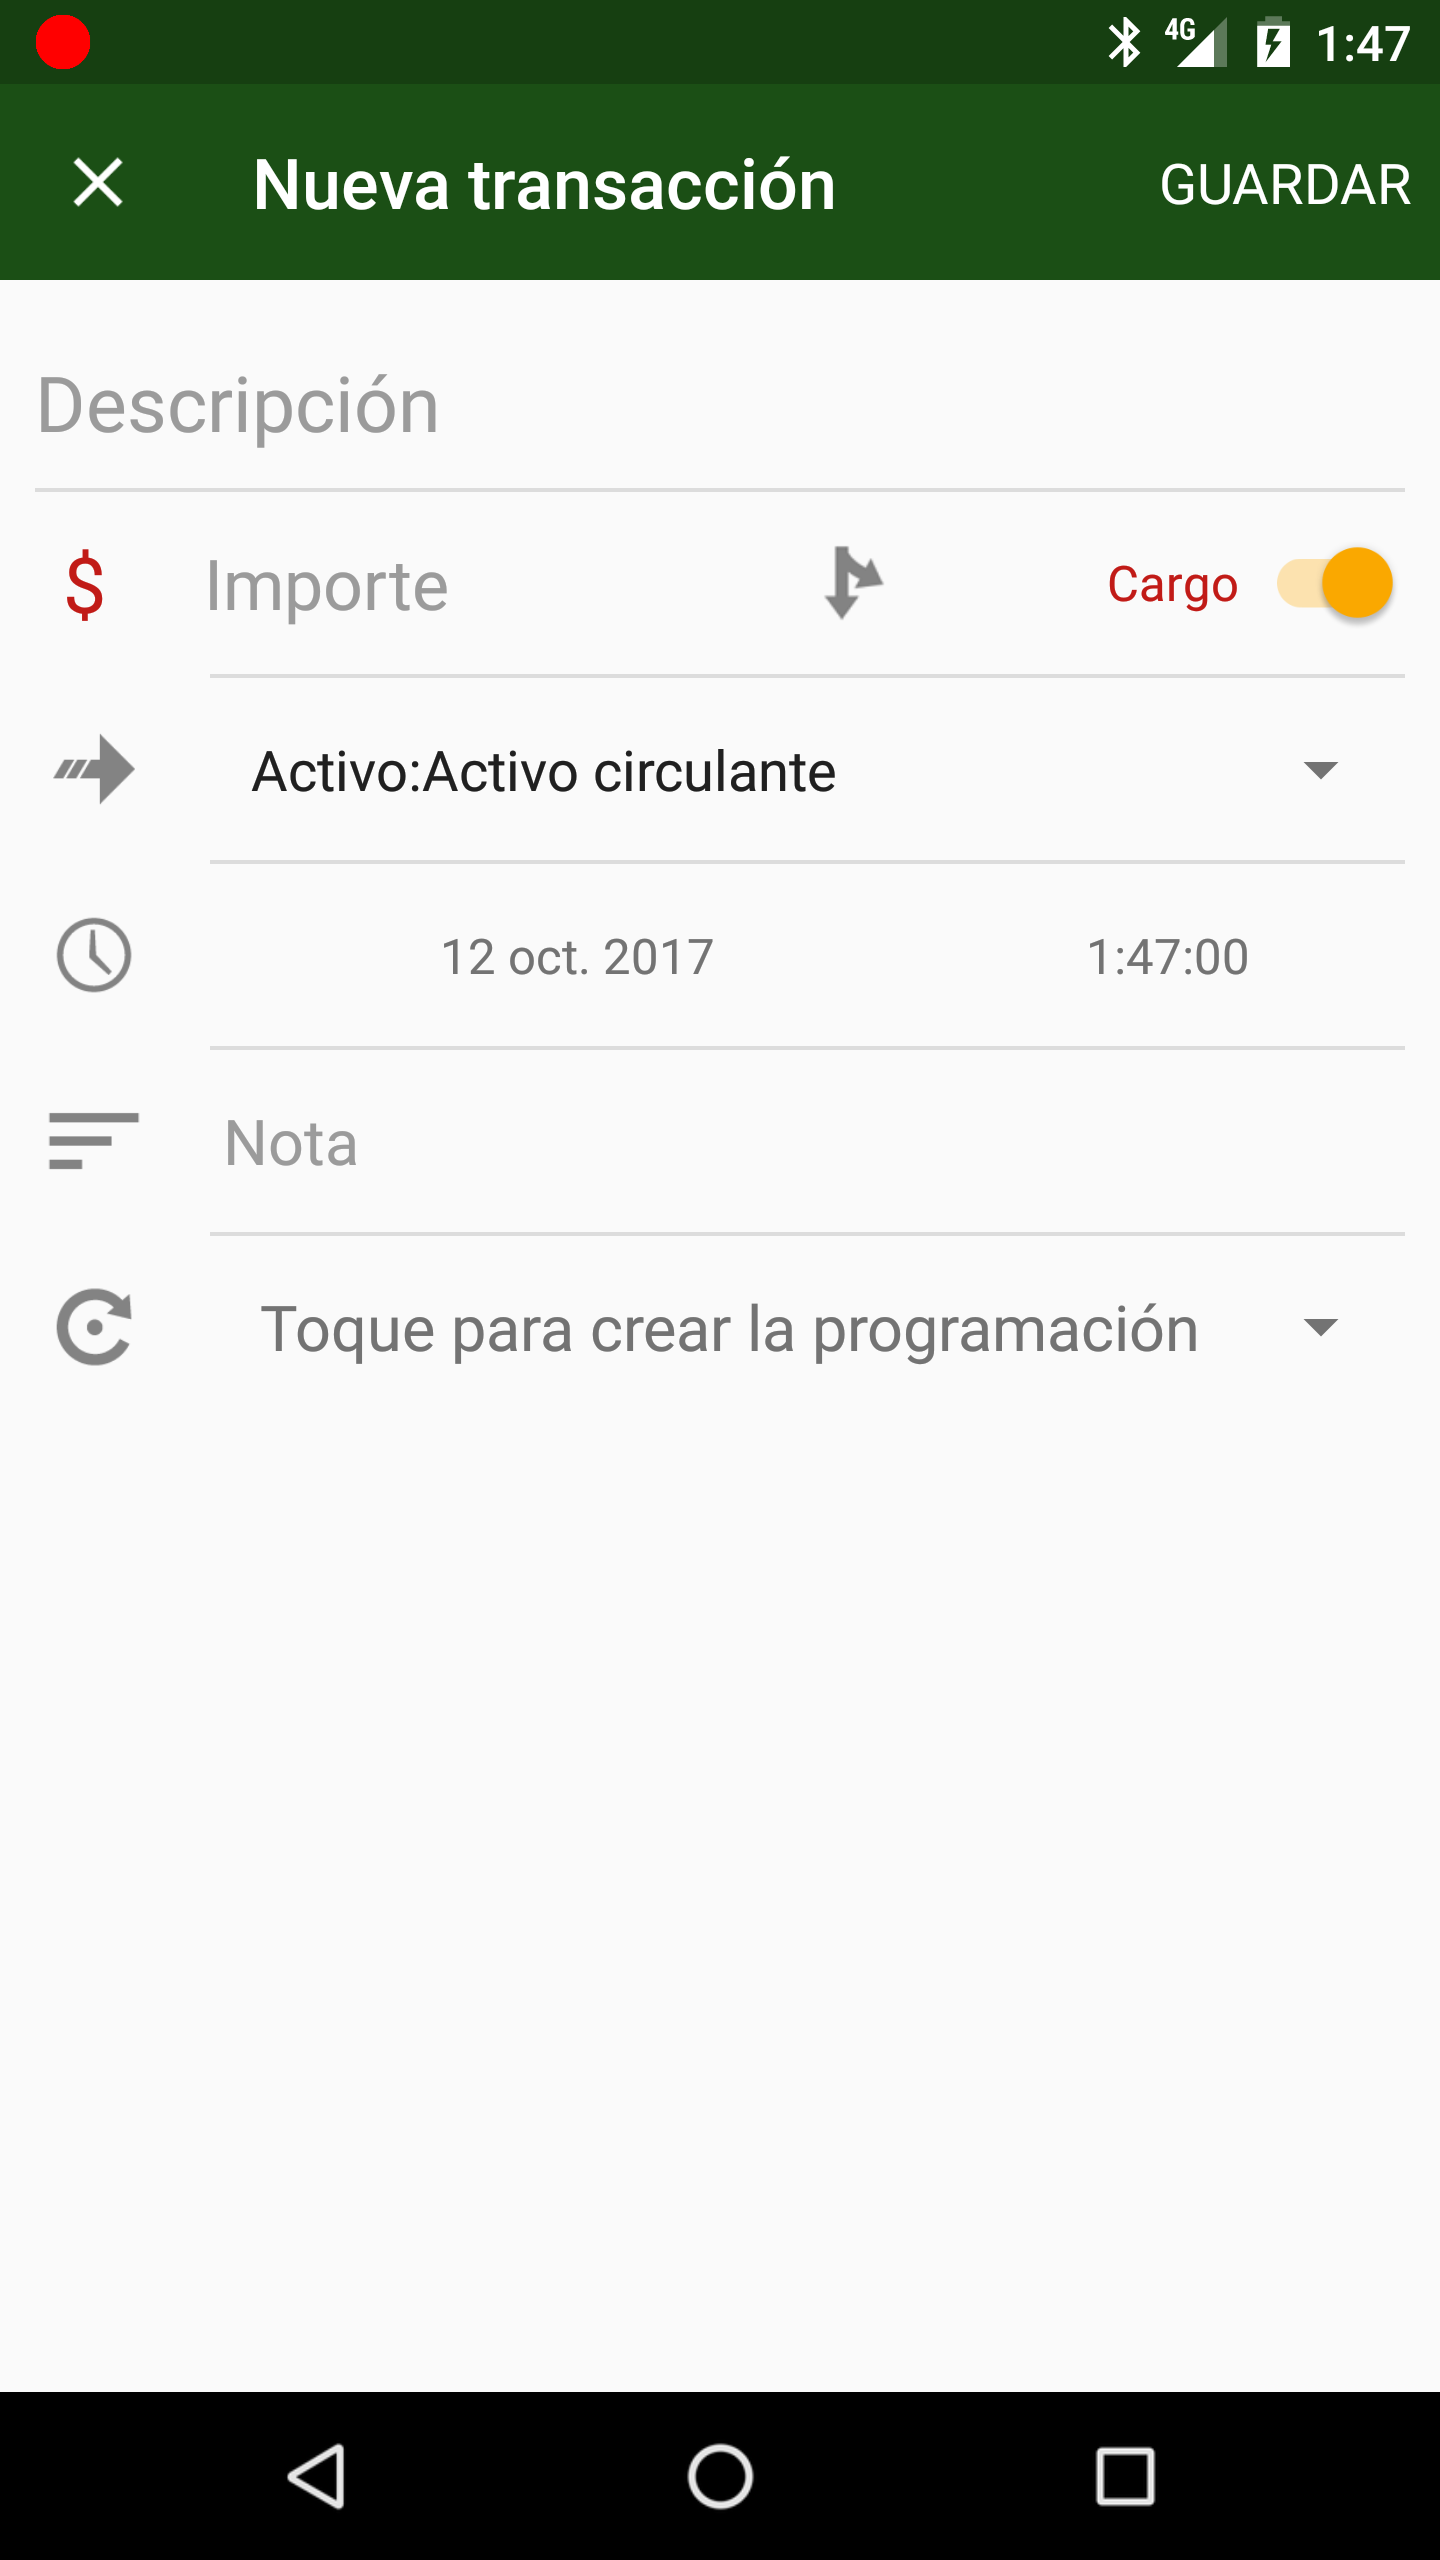 4G 1:47
Nueva transacción GUARDAR
Descripción
$ Importe Cargo
Activo:Activo circulante
12 oct. 2017 1:47:00
Nota
Toque para crear la programación